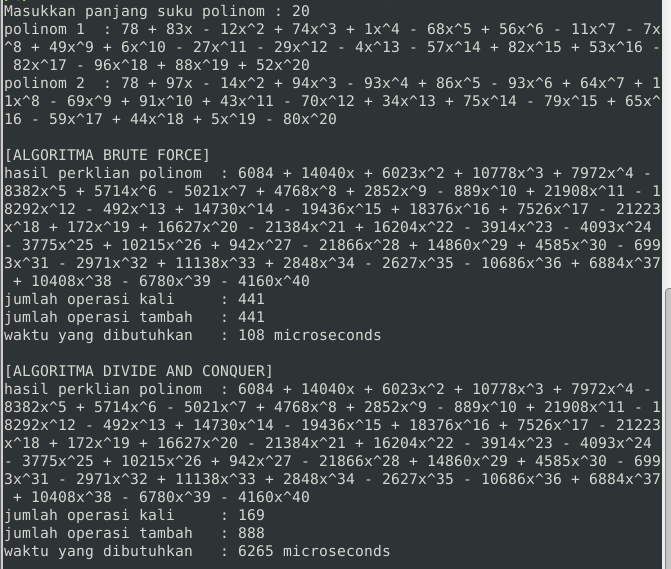 Masukkan panjang suku polinom : 20
polinom 1  : 78 + 83x - 12x^2 + 74x^3 + 1x^4 - 68x^5 + 56x^6 - 11x^7 - 7x
^8 + 49x^9 + 6x^10 - 27x^11 - 29x^12 - 4x^13 - 57x^14 + 82x^15 + 53x^16 -
 82x^17 - 96x^18 + 88x^19 + 52x^20
polinom 2  : 78 + 97x - 14x^2 + 94x^3 - 93x^4 + 86x^5 - 93x^6 + 64x^7 + 1
1x^8 - 69x^9 + 91x^10 + 43x^11 - 70x^12 + 34x^13 + 75x^14 - 79x^15 + 65x^
16 - 59x^17 + 44x^18 + 5x^19 - 80x^20

[ALGORITMA BRUTE FORCE]
hasil perklian polinom  : 6084 + 14040x + 6023x^2 + 10778x^3 + 7972x^4 -
8382x^5 + 5714x^6 - 5021x^7 + 4768x^8 + 2852x^9 - 889x^10 + 21908x^11 - 1
8292x^12 - 492x^13 + 14730x^14 - 19436x^15 + 18376x^16 + 7526x^17 - 21223
x^18 + 172x^19 + 16627x^20 - 21384x^21 + 16204x^22 - 3914x^23 - 4093x^24
- 3775x^25 + 10215x^26 + 942x^27 - 21866x^28 + 14860x^29 + 4585x^30 - 699
3x^31 - 2971x^32 + 11138x^33 + 2848x^34 - 2627x^35 - 10686x^36 + 6884x^37
 + 10408x^38 - 6780x^39 - 4160x^40
jumlah operasi kali     : 441
jumlah operasi tambah   : 441
waktu yang dibutuhkan   : 108 microseconds

[ALGORITMA DIVIDE AND CONQUER]
hasil perklian polinom  : 6084 + 14040x + 6023x^2 + 10778x^3 + 7972x^4 -
8382x^5 + 5714x^6 - 5021x^7 + 4768x^8 + 2852x^9 - 889x^10 + 21908x^11 - 1
8292x^12 - 492x^13 + 14730x^14 - 19436x^15 + 18376x^16 + 7526x^17 - 21223
x^18 + 172x^19 + 16627x^20 - 21384x^21 + 16204x^22 - 3914x^23 - 4093x^24
- 3775x^25 + 10215x^26 + 942x^27 - 21866x^28 + 14860x^29 + 4585x^30 - 699
3x^31 - 2971x^32 + 11138x^33 + 2848x^34 - 2627x^35 - 10686x^36 + 6884x^37
 + 10408x^38 - 6780x^39 - 4160x^40
jumlah operasi kali     : 169
jumlah operasi tambah   : 888
waktu yang dibutuhkan   : 6265 microseconds